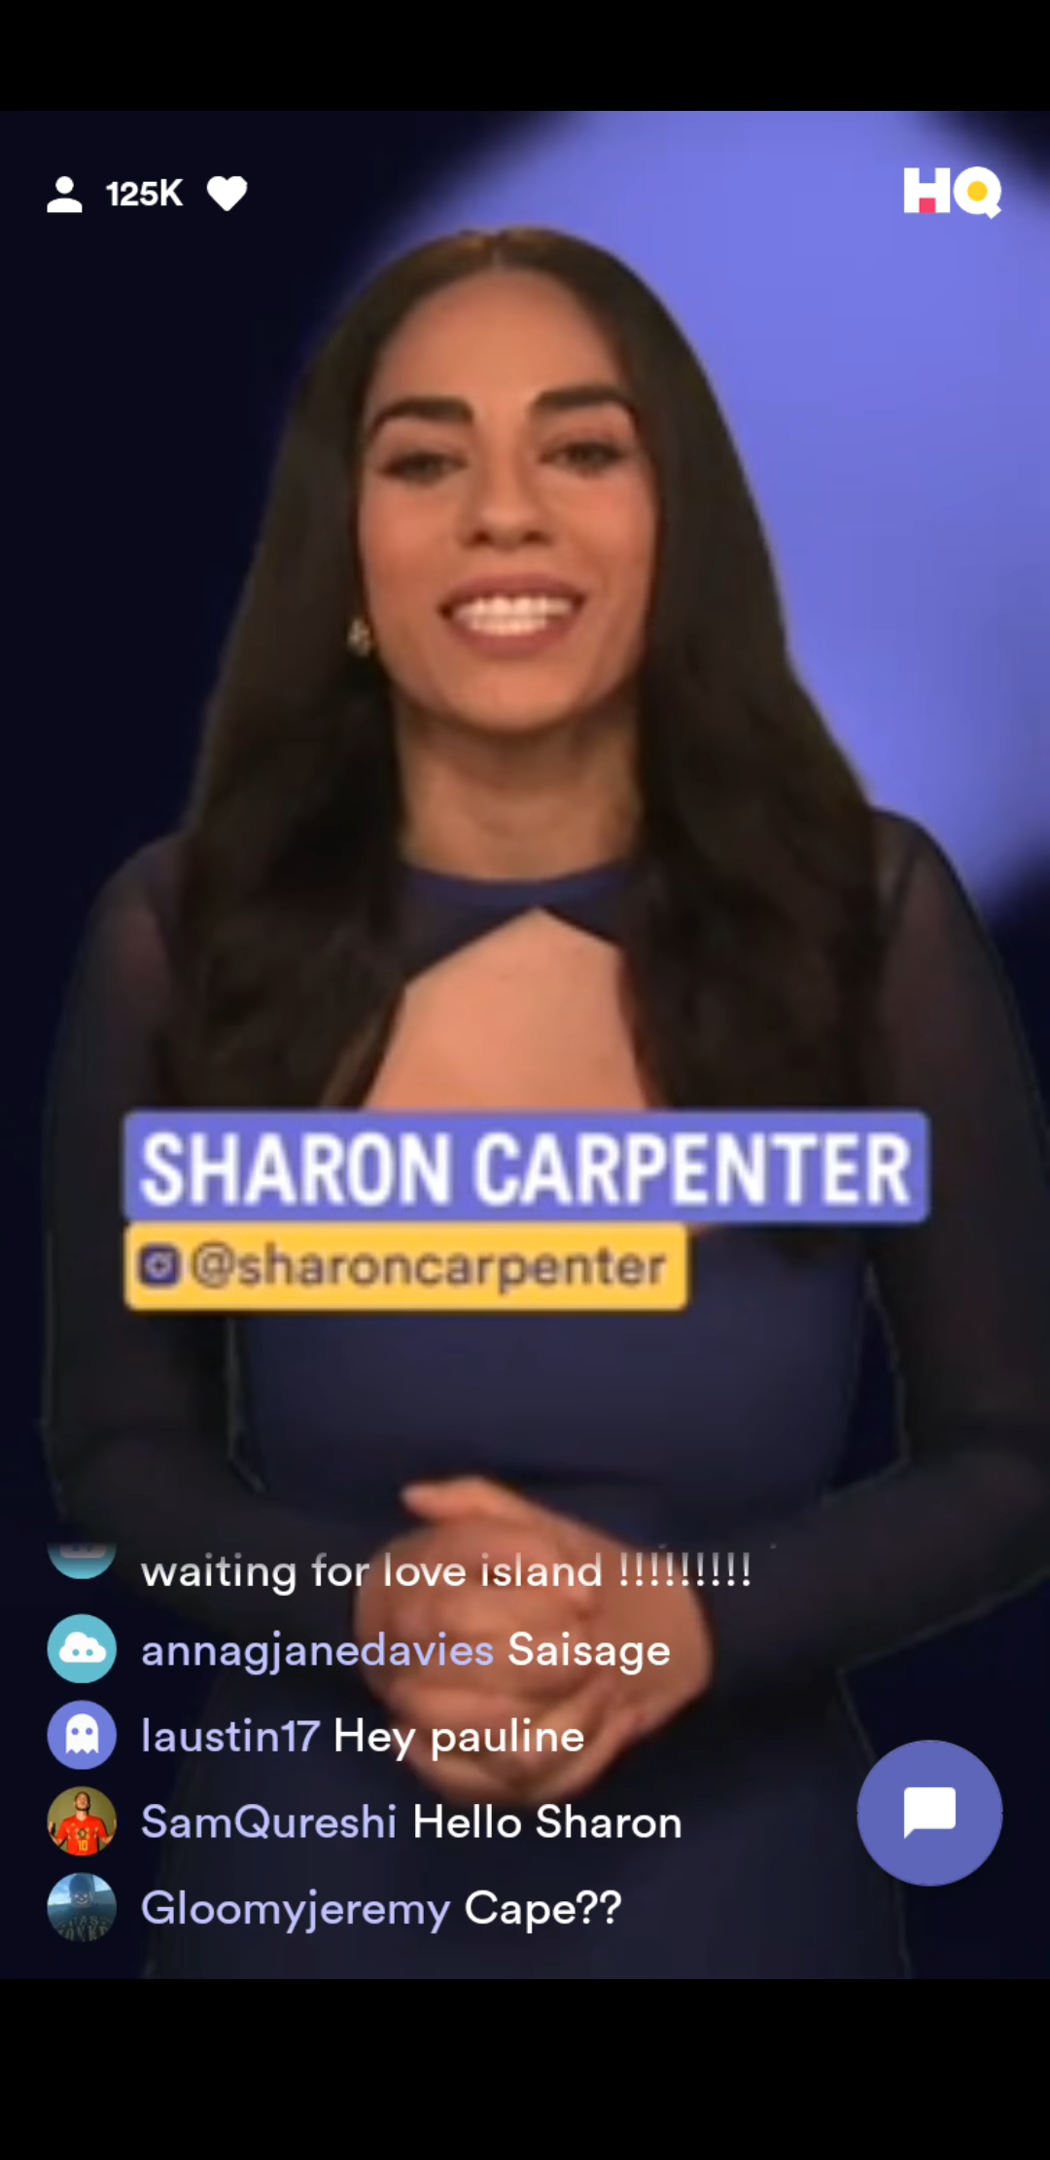 125K
HQ
SHARON CARPENTER
@sharoncarpenter
waiting for love island !!!!!!!!!
annagjanedavies Saisage
laustin17 Hey pauline
SamQureshi Hello Sharon
Gloomyjeremy Cape??